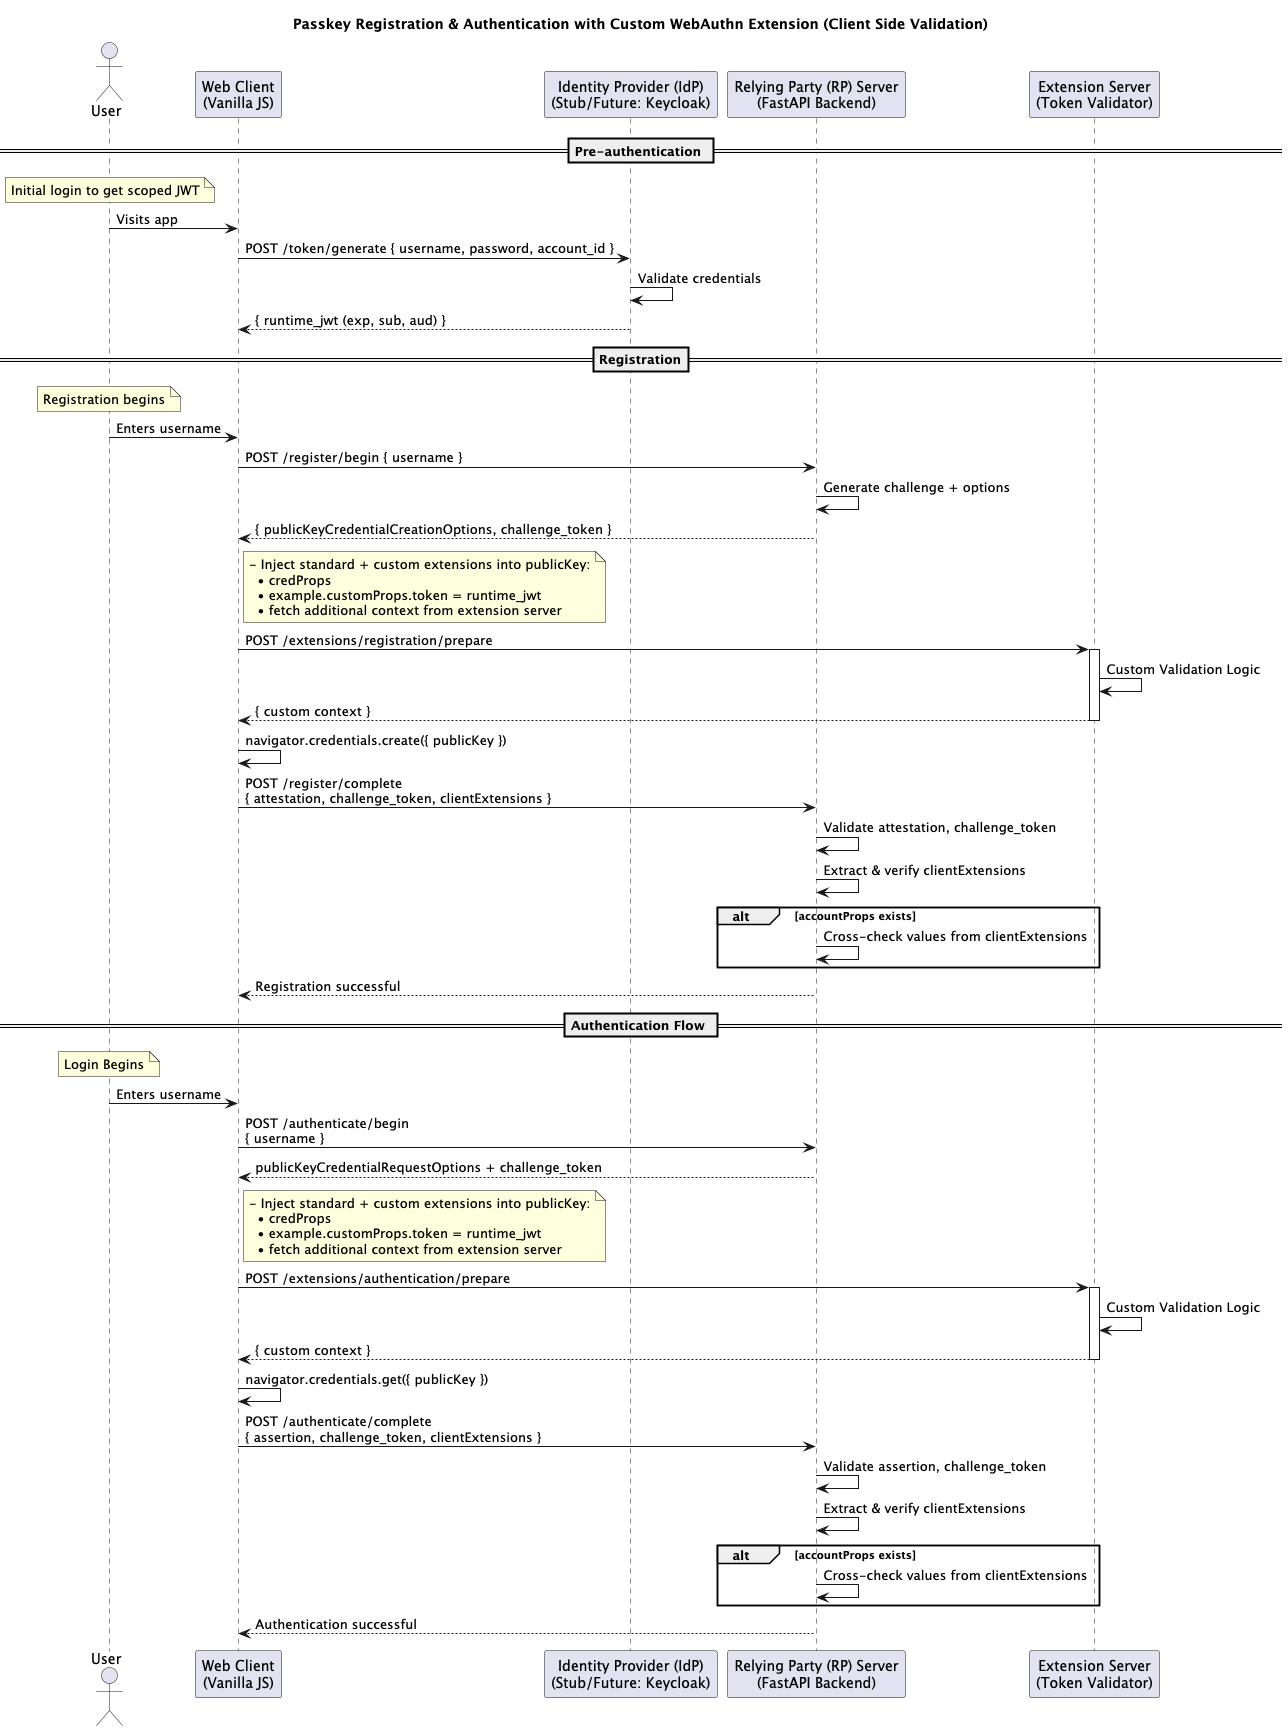 Passkey Registration & Authentication with Custom WebAuthn Extension (Client Side Validation)
User
Web Client
(Vanilla JS)
Identity Provider (IdP)
(Stub/Future: Keycloak)
Relying Party (RP) Server
(FastAPI Backend)
Extension Server
(Token Validator)
Pre-authentication
Initial login to get scoped JWT
Visits app
POST /token/generate { username, password, account_id }
Validate credentials
{ runtime_jwt (exp, sub, aud) }
Registration
Registration begins
Enters username
POST /register/begin { username }
Generate challenge + options
{ publicKeyCredentialCreationOptions, challenge_token }
- Inject standard + custom extensions into publicKey:
• credProps
• example.customProps.token = runtime_jwt
• fetch additional context from extension server
POST /extensions/registration/prepare
Custom Validation Logic
{ custom context }
navigator.credentials.create({ publicKey })
POST /register/complete
{ attestation, challenge_token, clientExtensions }
Validate attestation, challenge_token
Extract & verify clientExtensions
alt [accountProps exists]
Cross-check values from clientExtensions
Registration successful
Authentication Flow
Login Begins
Enters username
POST /authenticate/begin
{ username }
publicKeyCredentialRequestOptions + challenge_token
- Inject standard + custom extensions into publicKey:
• credProps
• example.customProps.token = runtime_jwt
• fetch additional context from extension server
POST /extensions/authentication/prepare
Custom Validation Logic
{ custom context }
navigator.credentials.get({ publicKey })
POST /authenticate/complete
{ assertion, challenge_token, clientExtensions }
Validate assertion, challenge_token
Extract & verify clientExtensions
alt [accountProps exists]
Cross-check values from clientExtensions
Authentication successful
User
Web Client
(Vanilla JS)
Identity Provider (IdP)
(Stub/Future: Keycloak)
Relying Party (RP) Server
(FastAPI Backend)
Extension Server
(Token Validator)